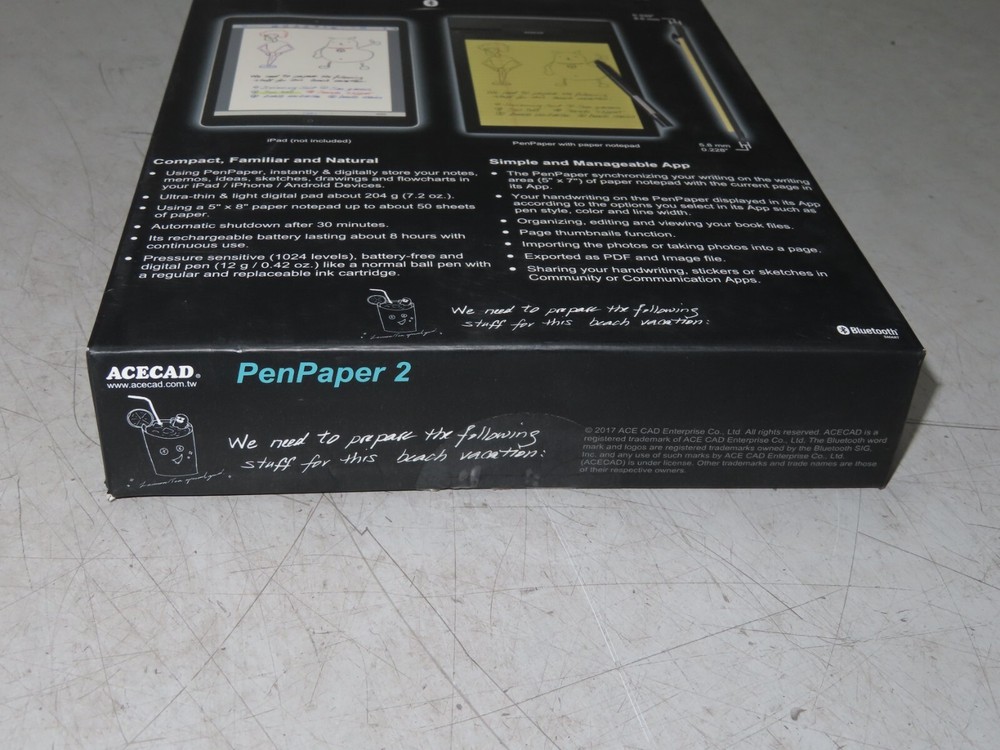 iPad (not included)
PenPaper with paper notepad
5.8 mm
0.228"
Compact, Familiar and Natural
• Using PenPaper, instantly & digitally store your notes,
memos, ideas, sketches, drawings and flowcharts in
your iPad / iPhone / Android Devices.
• Ultra-thin & light digital pad about 204 g (7.2 oz.).
• Using a 5" x 8" paper notepad up to about 50 sheets
of paper.
• Automatic shutdown after 30 minutes.
• Its rechargeable battery lasting about 8 hours with
continuous use.
• Pressure sensitive (1024 levels), battery-free and
digital pen (12 g / 0.42 oz.) like a normal ball pen with
a regular and replaceable ink cartridge.
Simple and Manageable App
• The PenPaper synchronizing your writing on the writing
area (5" x 7") of paper notepad with the current page in
its App.
• Your handwriting on the PenPaper displayed in its App
according to the options you select in its App such as
pen style, color and line width.
• Organizing, editing and viewing your book files.
• Page thumbnails function.
• Importing the photos or taking photos into a page.
• Exported as PDF and Image file.
• Sharing your handwriting, stickers or sketches in
Community or Communication Apps.
We need to prepare the following
stuff for this beach vacation:
Bluetooth
SMART
ACECAD®
www.acecad.com.tw
PenPaper 2
We need to prepare the following
stuff for this beach vacation:
© 2017 ACE CAD Enterprise Co., Ltd. All rights reserved. ACECAD is a
registered trademark of ACE CAD Enterprise Co., Ltd. The Bluetooth word
mark and logos are registered trademarks owned by the Bluetooth SIG,
Inc. and any use of such marks by ACE CAD Enterprise Co., Ltd.
(ACECAD) is under license. Other trademarks and trade names are those
of their respective owners.